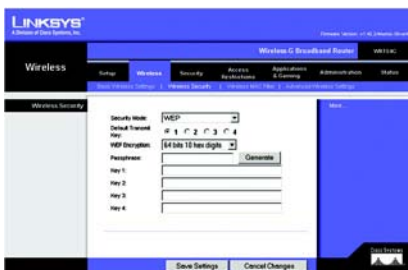 LINKSYS®
A Division of Cisco Systems, Inc.
Wireless-G Broadband Router
Wireless
Setup
Wireless
Security
Access Restrictions
Applications & Gaming
Administration
Status
Basic Wireless Settings | Wireless Security | Wireless MAC Filter | Advanced Wireless Settings
Wireless Security
Security Mode: WEP
Default Transmit Key: 1 2 3 4
WEP Encryption: 64 bits 10 hex digits
Passphrase: Generate
Key 1:
Key 2:
Key 3:
Key 4:
Save Settings
Cancel Changes
Cisco Systems